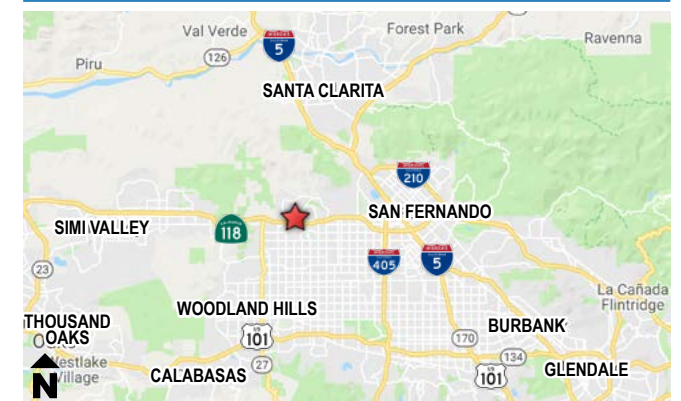 Val Verde
Forest Park
Ravenna
5
126
Piru
SANTA CLARITA
210
SAN FERNANDO
SIMI VALLEY
118
405
5
23
La Cañada
Flintridge
WOODLAND HILLS
THOUSAND
OAKS
US
101
170
BURBANK
134
Westlake
Village
CALABASAS
27
101
GLENDALE
N